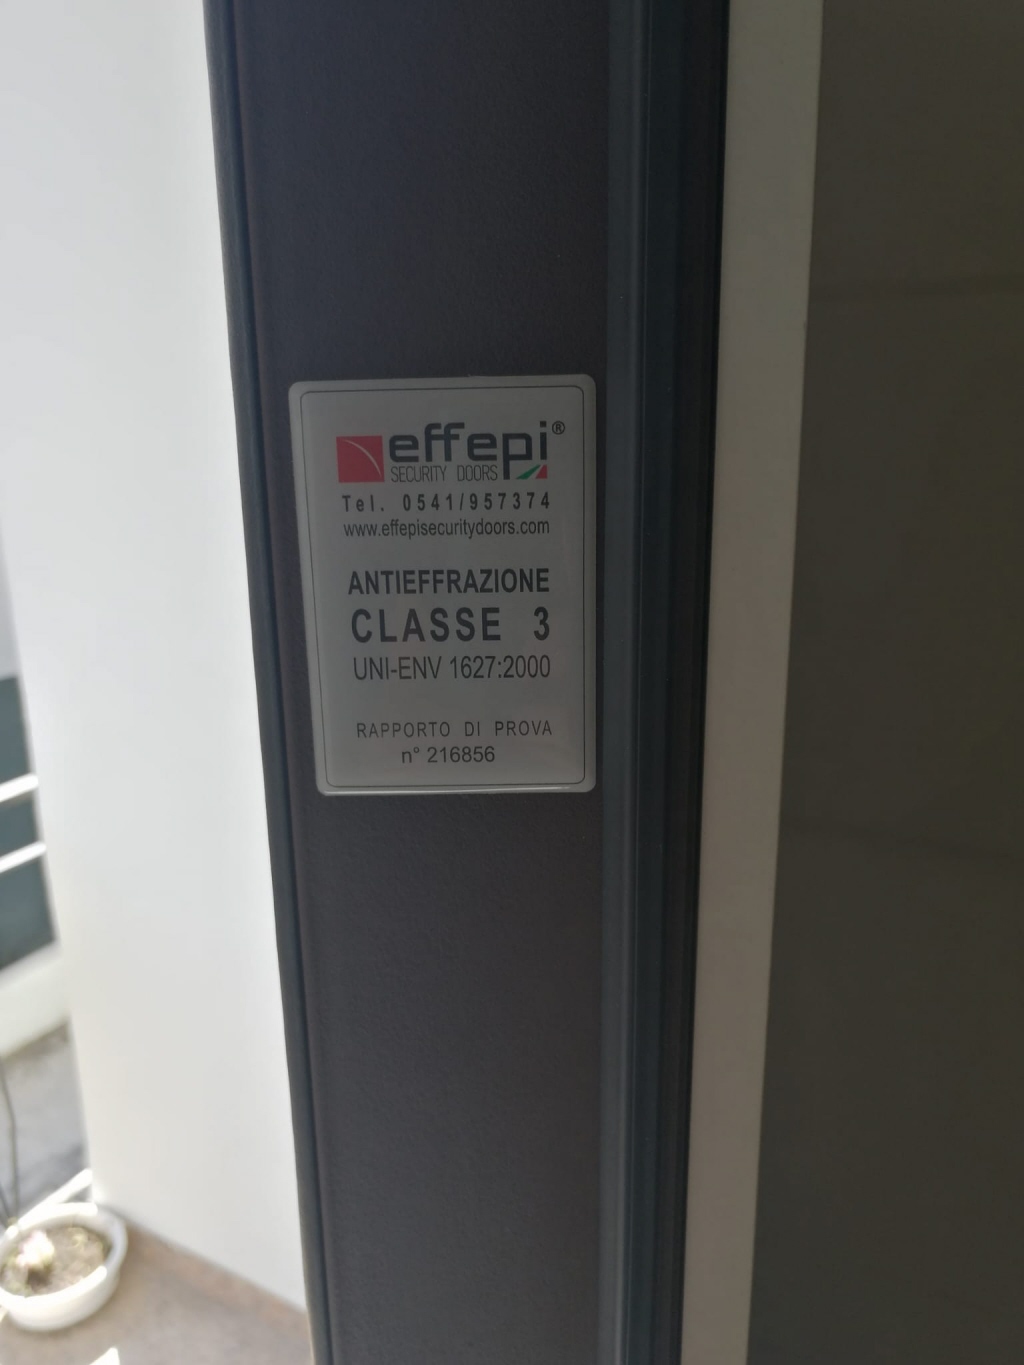 effepi®
SECURITY DOORS
Tel. 0541/957374
www.effepisecuritydoors.com
ANTIEFFRAZIONE
CLASSE 3
UNI-ENV 1627:2000
RAPPORTO DI PROVA
n° 216856